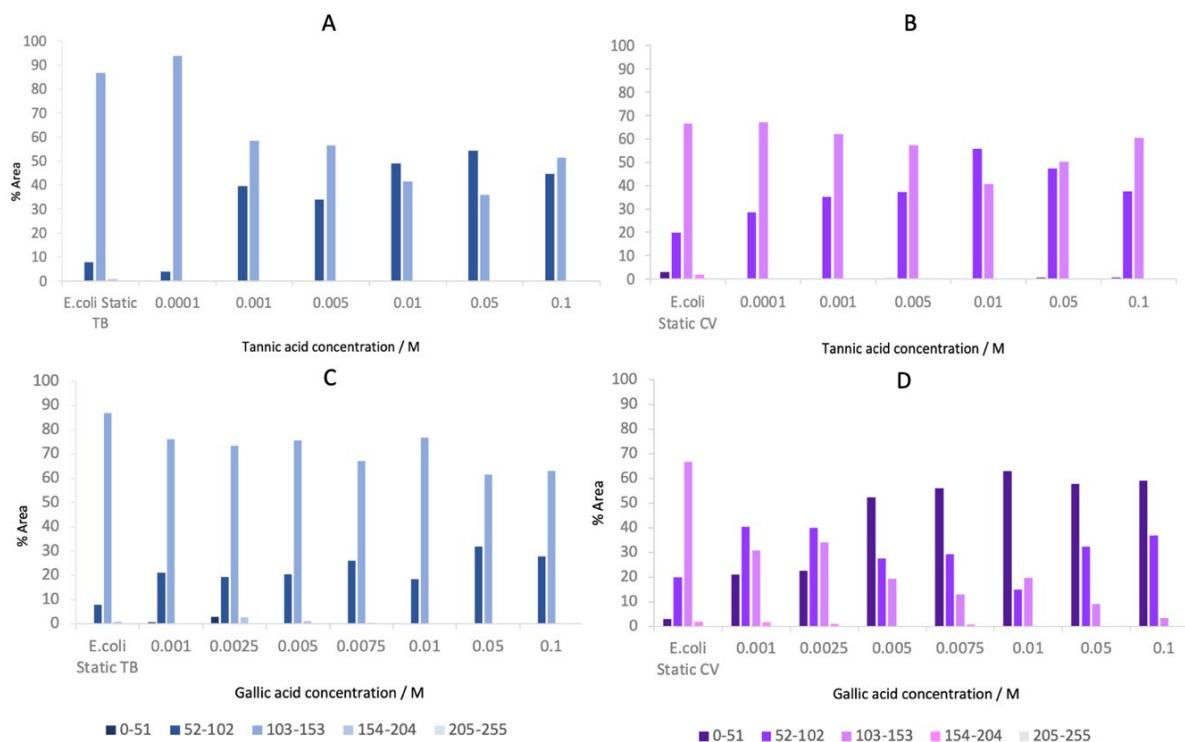 A
B
100
90
80
70
60
50
40
30
20
10
0
% Area
E.coli Static TB 0.0001 0.001 0.005 0.01 0.05 0.1
Tannic acid concentration / M
100
90
80
70
60
50
40
30
20
10
0
E.coli Static CV 0.0001 0.001 0.005 0.01 0.05 0.1
Tannic acid concentration / M
C
D
100
90
80
70
60
50
40
30
20
10
0
% Area
E.coli Static TB 0.001 0.0025 0.005 0.0075 0.01 0.05 0.1
Gallic acid concentration / M
0-51 52-102 103-153 154-204 205-255
100
90
80
70
60
50
40
30
20
10
0
% Area
E.coli Static CV 0.001 0.0025 0.005 0.0075 0.01 0.05 0.1
Gallic acid concentration / M
0-51 52-102 103-153 154-204 205-255